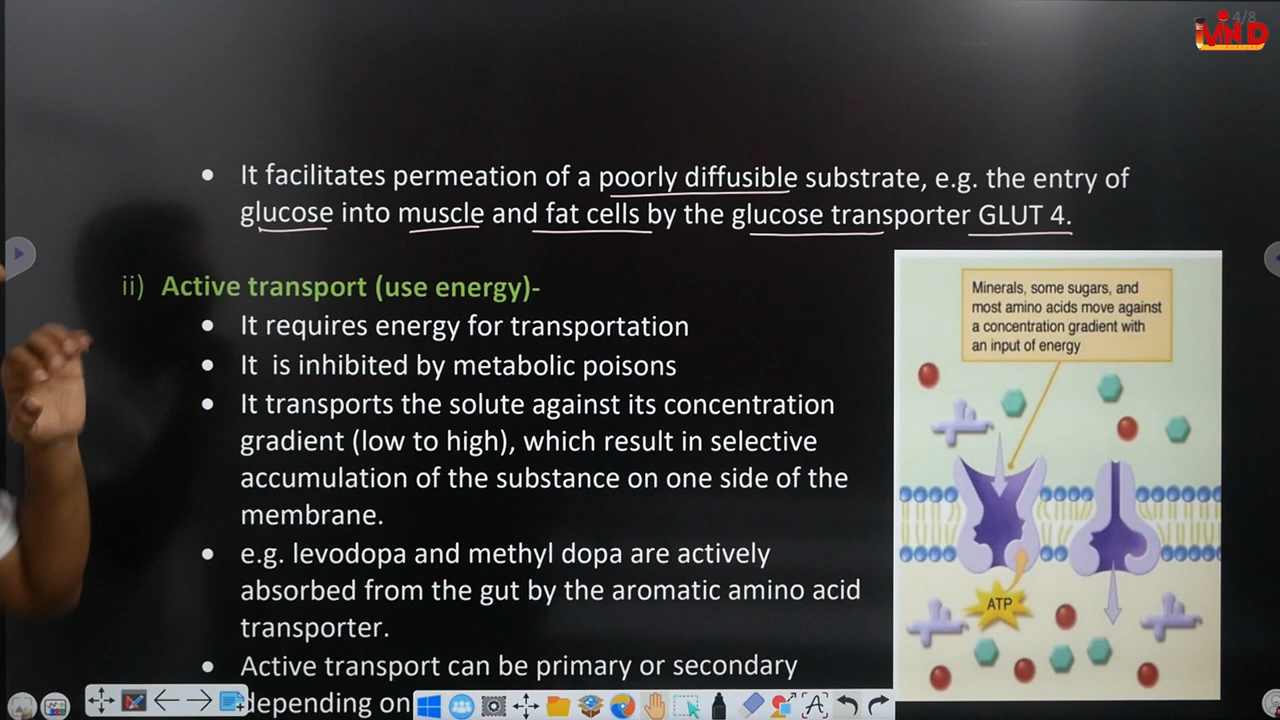 4/8
MIND
It facilitates permeation of a poorly diffusible substrate, e.g. the entry of
glucose into muscle and fat cells by the glucose transporter GLUT 4.
ii) Active transport (use energy)-
It requires energy for transportation
It is inhibited by metabolic poisons
It transports the solute against its concentration
gradient (low to high), which result in selective
accumulation of the substance on one side of the
membrane.
e.g. levodopa and methyl dopa are actively
absorbed from the gut by the aromatic amino acid
transporter.
Active transport can be primary or secondary
depending on
Minerals, some sugars, and
most amino acids move against
a concentration gradient with
an input of energy
ATP